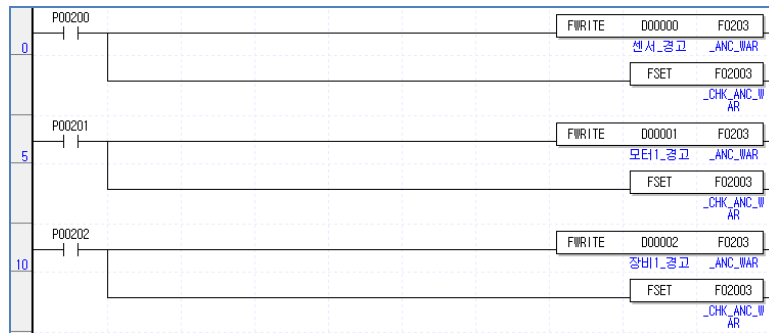 P00200
FWRITE D00000 F0203
0 센서_경고 _ANC_WAR
FSET F02003
_CHK_ANC_W
AR
P00201
FWRITE D00001 F0203
5 모터1_경고 _ANC_WAR
FSET F02003
_CHK_ANC_W
AR
P00202
FWRITE D00002 F0203
10 장비1_경고 _ANC_WAR
FSET F02003
_CHK_ANC_W
AR